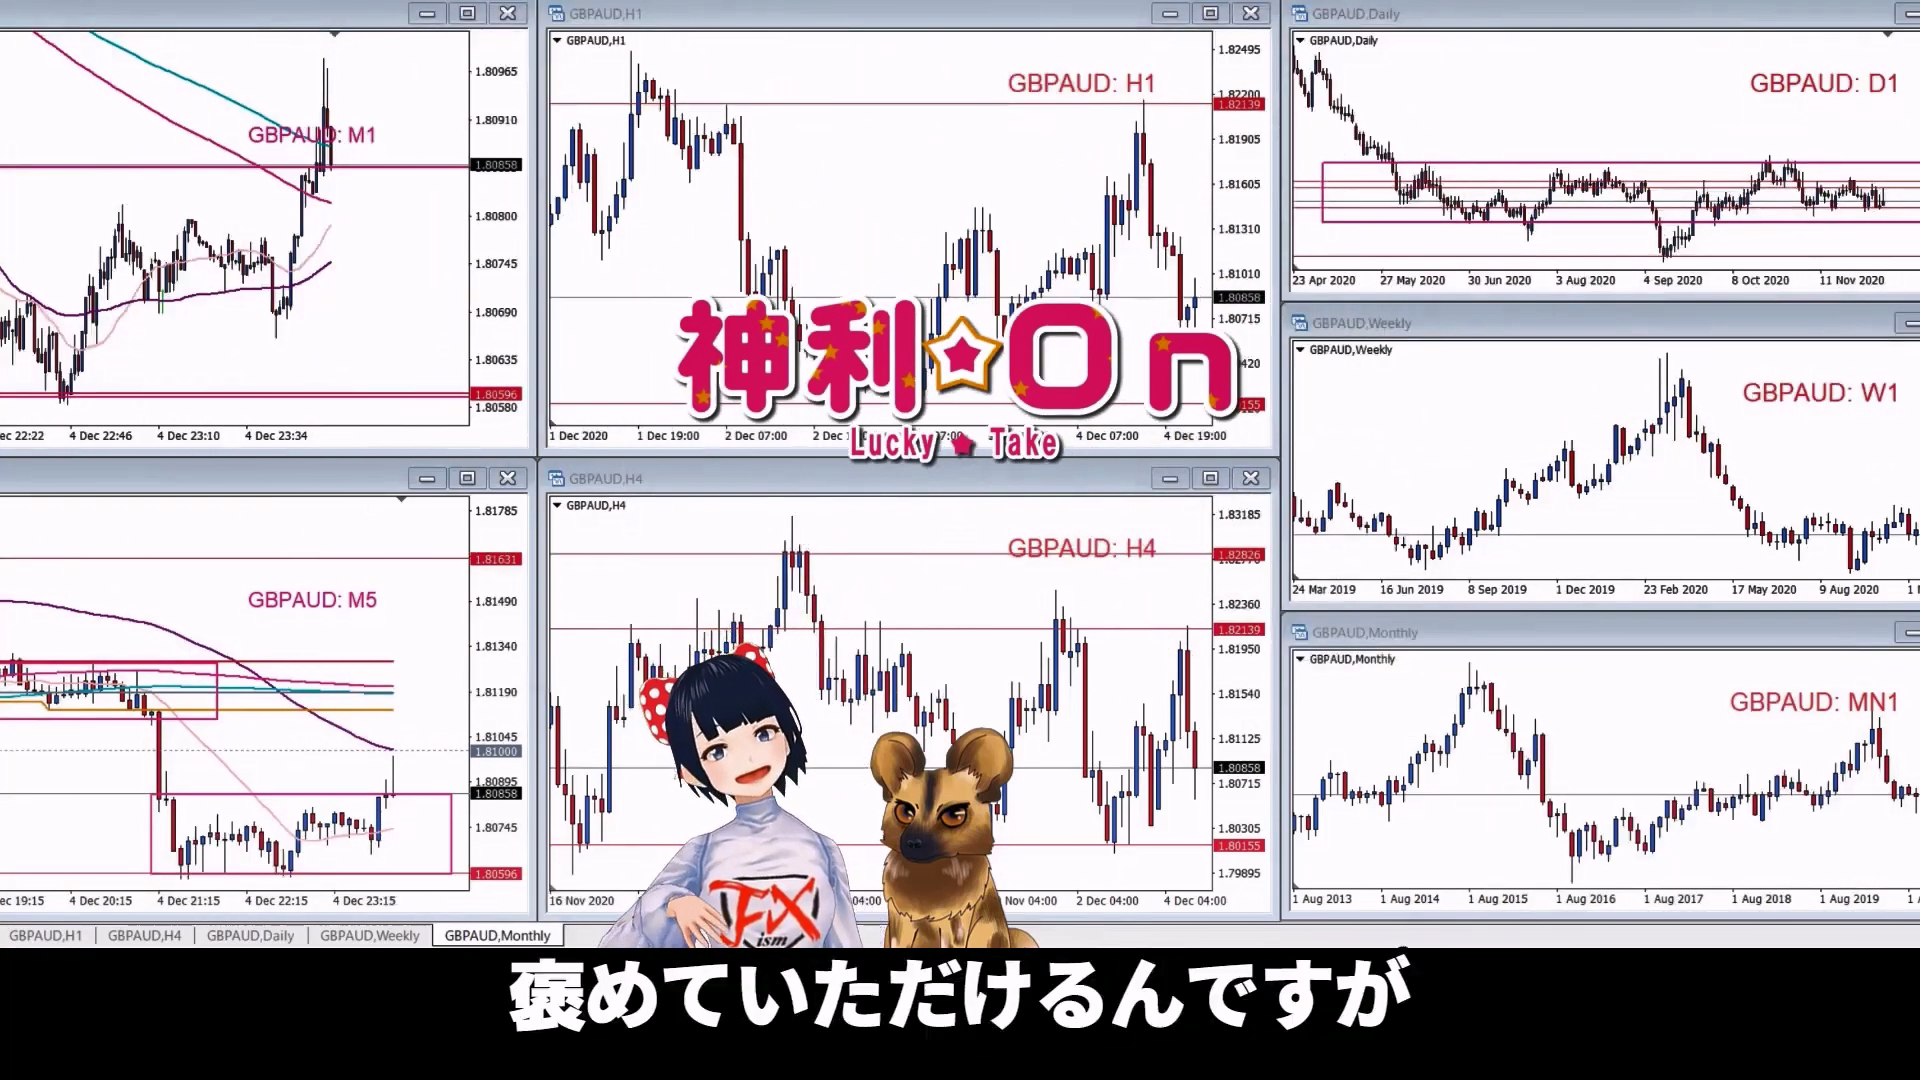 GBPAUD,H1
GBPAUD,Daily
GBPAUD,H1
GBPAUD: H1
1.82495
1.82200
1.82139
1.81905
1.81605
1.81310
1.81010
1.80858
1.80715
1 Dec 2020
1 Dec 19:00
2 Dec 07:00
4 Dec 07:00
4 Dec 19:00
GBPAUD: M1
1.80965
1.80910
1.80858
1.80800
1.80745
1.80690
1.80635
1.80596
1.80580
ec 22:22
4 Dec 22:46
4 Dec 23:10
4 Dec 23:34
GBPAUD,Daily
GBPAUD: D1
23 Apr 2020
27 May 2020
30 Jun 2020
3 Aug 2020
4 Sep 2020
8 Oct 2020
11 Nov 2020
神利☆On
Lucky★Take
GBPAUD,Weekly
GBPAUD,Weekly
GBPAUD: W1
24 Mar 2019
16 Jun 2019
8 Sep 2019
1 Dec 2019
23 Feb 2020
17 May 2020
9 Aug 2020
GBPAUD: M5
1.81785
1.81631
1.81490
1.81340
1.81190
1.81045
1.81000
1.80895
1.80858
1.80745
1.80596
ec 19:15
4 Dec 20:15
4 Dec 21:15
4 Dec 22:15
4 Dec 23:15
GBPAUD,H4
GBPAUD,H4
GBPAUD: H4
1.83185
1.82826
1.82360
1.82139
1.81950
1.81540
1.81125
1.80858
1.80715
1.80305
1.80155
1.79895
16 Nov 2020
04:00
Nov 04:00
2 Dec 04:00
4 Dec 04:00
GBPAUD,Monthly
GBPAUD,Monthly
GBPAUD: MN1
1 Aug 2013
1 Aug 2014
1 Aug 2015
1 Aug 2016
1 Aug 2017
1 Aug 2018
1 Aug 2019
FX
ism
GBPAUD,H1
GBPAUD,H4
GBPAUD,Daily
GBPAUD,Weekly
GBPAUD,Monthly
褒めていただけるんですが